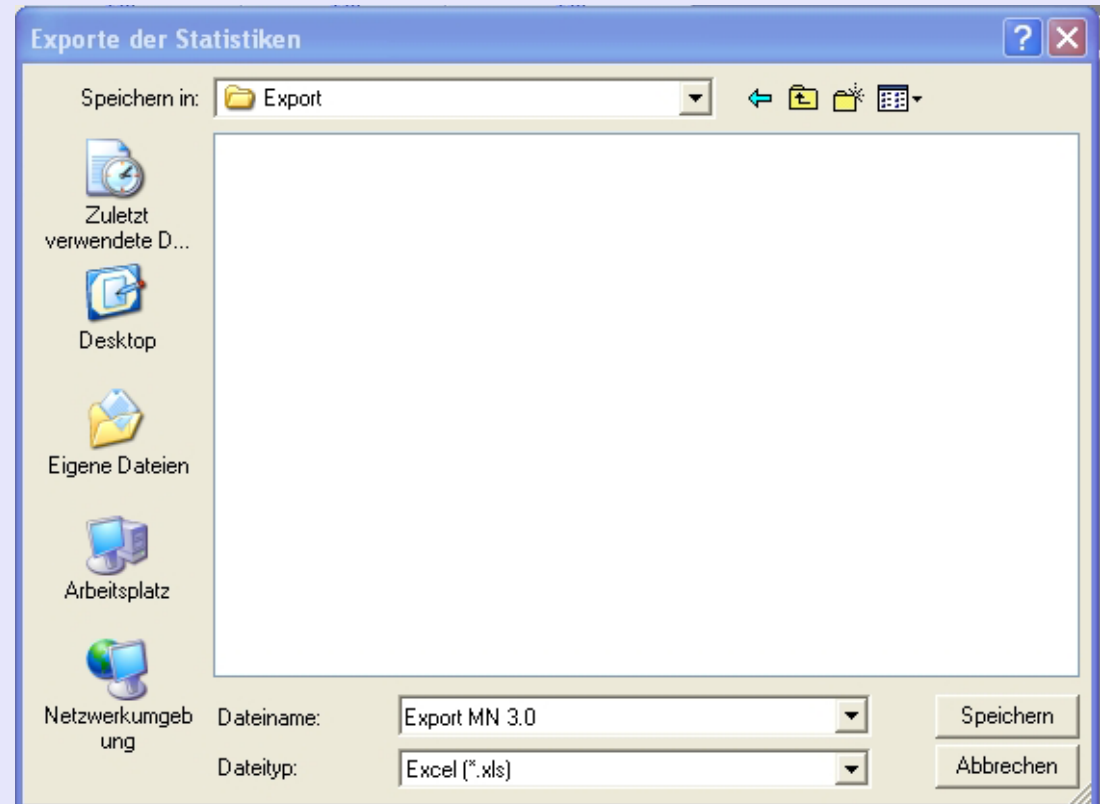 Exporte der Statistiken
Speichern in:
Export
Zuletzt
verwendete D...
Desktop
Eigene Dateien
Arbeitsplatz
Netzwerkumgeb
ung
Dateiname:
Export MN 3.0
Speichern
Dateityp:
Excel (*.xls)
Abbrechen